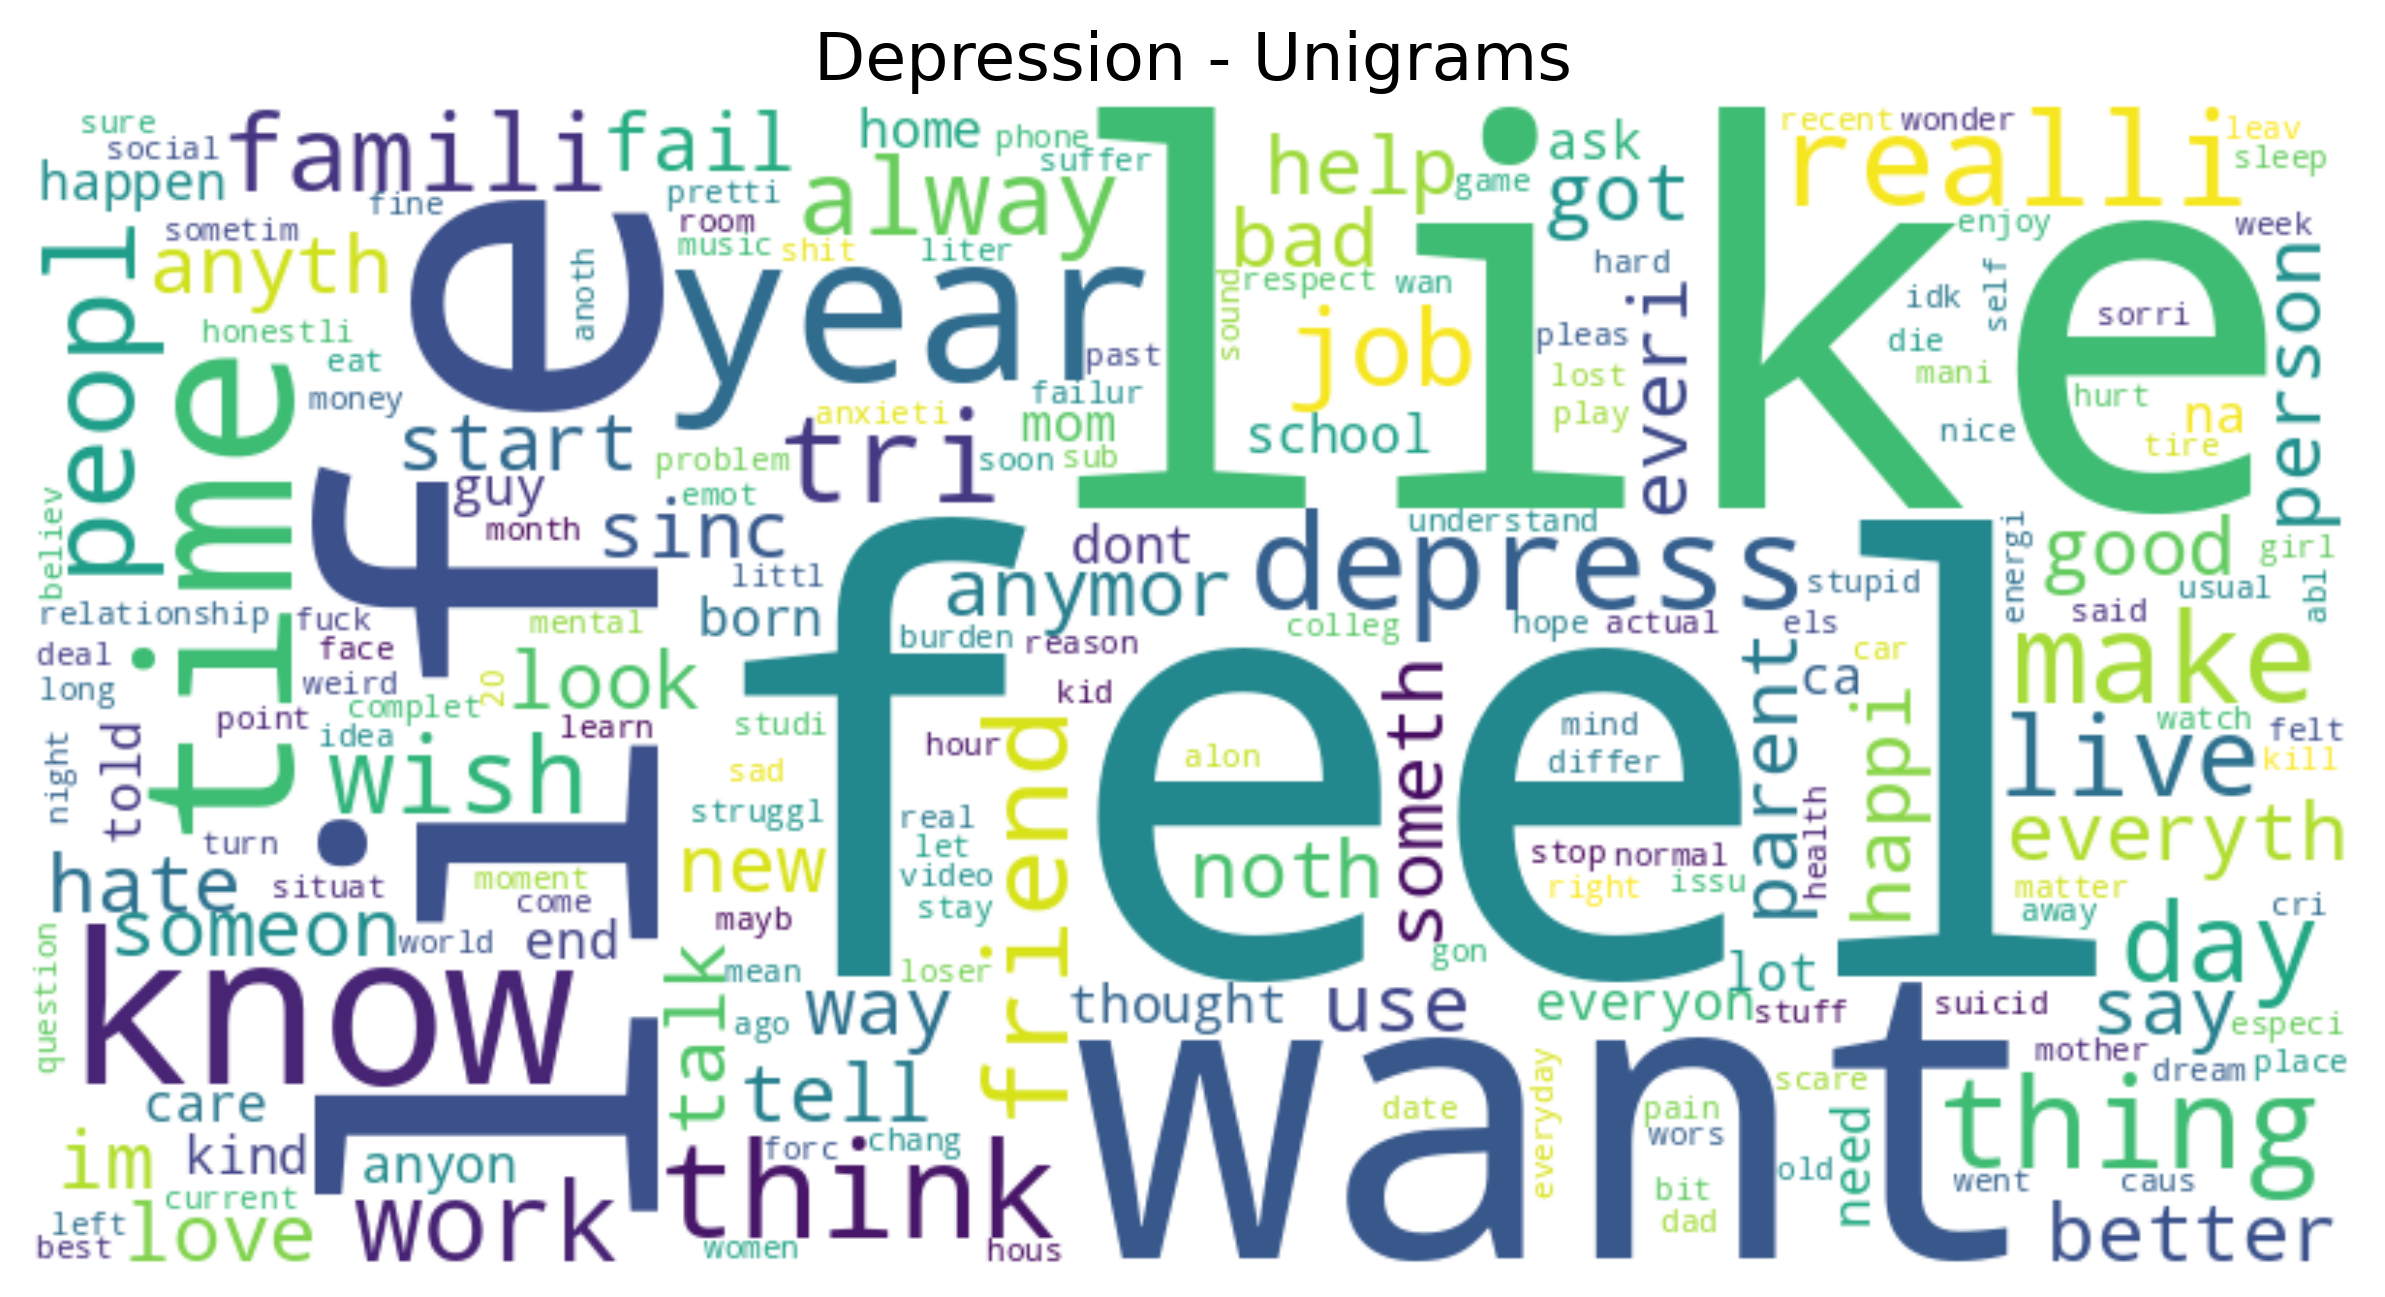 Depression - Unigrams
sure
social
happen
famili
fail
fine
home
phone
suffer
pretti
alway
room
music
shit
liter
like
help
game
ask
got
bad
respect
wan
sound
hard
recent
wonder
realli
leav
sleep
enjoy
week
sometim
anyth
peopl
honestli
eat
money
anoth
life
year
past
failur
anxieti
mom
tri
soon
sub
start
problem
emot
guy
month
sinc
job
school
pleas
lost
play
everi
idk
self
die
mani
nice
sorri
hurt
na
tire
person
time
believ
relationship
deal
long
fuck
face
weird
mental
look
20
complet
point
idea
learn
wish
told
night
turn
hate
someon
situat
moment
come
world
end
know
question
littl
born
burden
reason
anymor
dont
depress
understand
stupid
feel
colleg
hope
actual
els
kid
studi
sad
struggl
hour
real
let
video
stay
new
mayb
mean
loser
ago
way
friend
alon
noth
someth
mind
differ
stop
normal
right
issu
parent
ca
car
health
happi
energi
good
girl
usual
abl
said
make
live
watch
felt
kill
everyth
matter
away
cri
day
lot
gon
everyon
stuff
suicid
say
especi
mother
dream
place
thought
use
want
talk
tell
forc
chang
think
women
hous
care
im
kind
anyon
current
left
best
love
work
date
everyday
pain
wors
scare
bit
dad
old
need
thing
went
caus
better